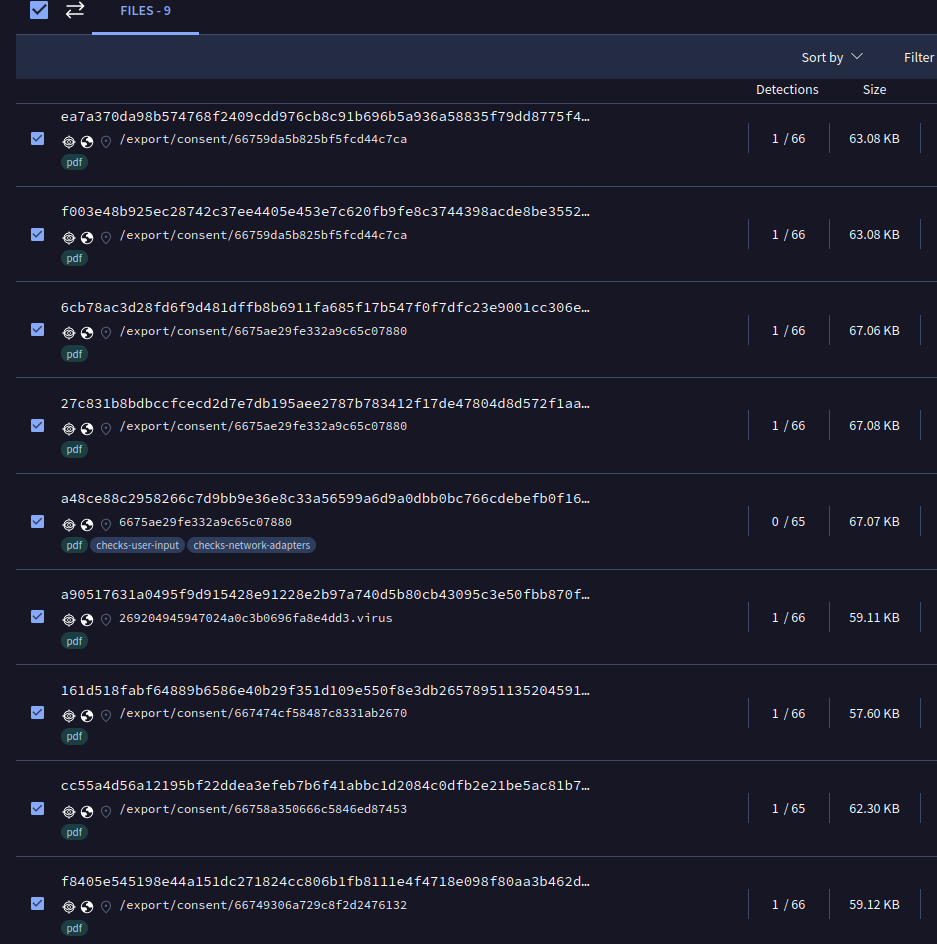 FILES - 9
Sort by
Filter
Detections
Size
ea7a370da98b574768f2409cdd976cb8c91b696b5a936a58835f79dd8775f4…
/export/consent/66759da5b825bf5fcd44c7ca
1 / 66
63.08 KB
pdf
f003e48b925ec28742c37ee4405e453e7c620fb9fe8c3744398acde8be3552…
/export/consent/66759da5b825bf5fcd44c7ca
1 / 66
63.08 KB
pdf
6cb78ac3d28fd6f9d481dffb8b6911fa685f17b547f0f7dfc23e9001cc306e…
/export/consent/6675ae29fe332a9c65c07880
1 / 66
67.06 KB
pdf
27c831b8bdbccfcecd2d7e7db195aee2787b783412f17de47804d8d572f1aa…
/export/consent/6675ae29fe332a9c65c07880
1 / 66
67.08 KB
pdf
a48ce88c2958266c7d9bb9e36e8c33a56599a6d9a0dbb0bc766cdebefb0f16…
6675ae29fe332a9c65c07880
0 / 65
67.07 KB
pdf checks-user-input checks-network-adapters
a90517631a0495f9d915428e91228e2b97a740d5b80cb43095c3e50fbb870f…
269204945947024a0c3b0696fa8e4dd3.virus
1 / 66
59.11 KB
pdf
161d518fabf64889b6586e40b29f351d109e550f8e3db26578951135204591…
/export/consent/667474cf58487c8331ab2670
1 / 66
57.60 KB
pdf
cc55a4d56a12195bf22ddea3efeb7b6f41abbc1d2084c0dfb2e21be5ac81b7…
/export/consent/66758a350666c5846ed87453
1 / 65
62.30 KB
pdf
f8405e545198e44a151dc271824cc806b1fb8111e4f4718e098f80aa3b462d…
/export/consent/66749306a729c8f2d2476132
1 / 66
59.12 KB
pdf